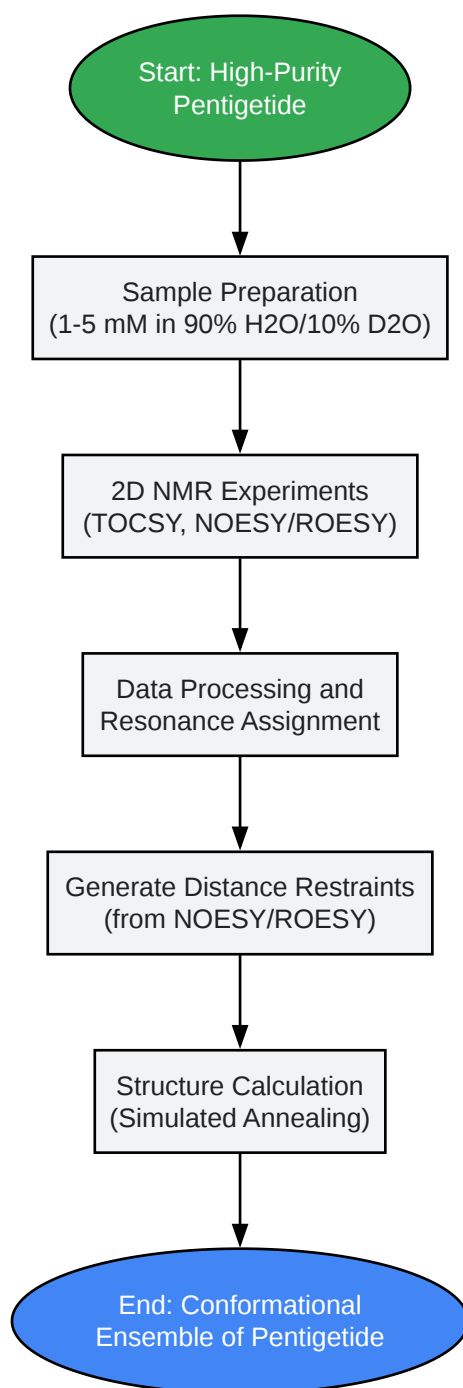 Start: High-Purity
Pentigetide
Sample Preparation
(1-5 mM in 90% H2O/10% D2O)
2D NMR Experiments
(TOCSY, NOESY/ROESY)
Data Processing and
Resonance Assignment
Generate Distance Restraints
(from NOESY/ROESY)
Structure Calculation
(Simulated Annealing)
End: Conformational
Ensemble of Pentigetide